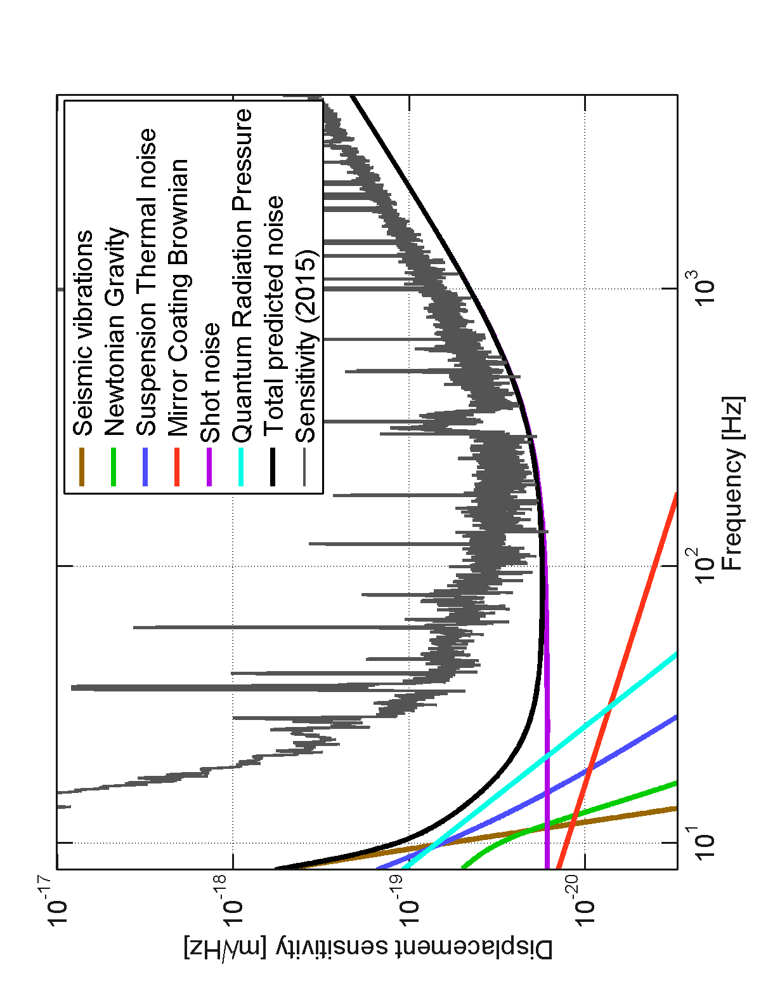 10-17
10-18
10-19
10-20
Displacement sensitivity [m/√Hz]
Seismic vibrations
Newtonian Gravity
Suspension Thermal noise
Mirror Coating Brownian
Shot noise
Quantum Radiation Pressure
Total predicted noise
Sensitivity (2015)
10 1
10 2
10 3
Frequency [Hz]